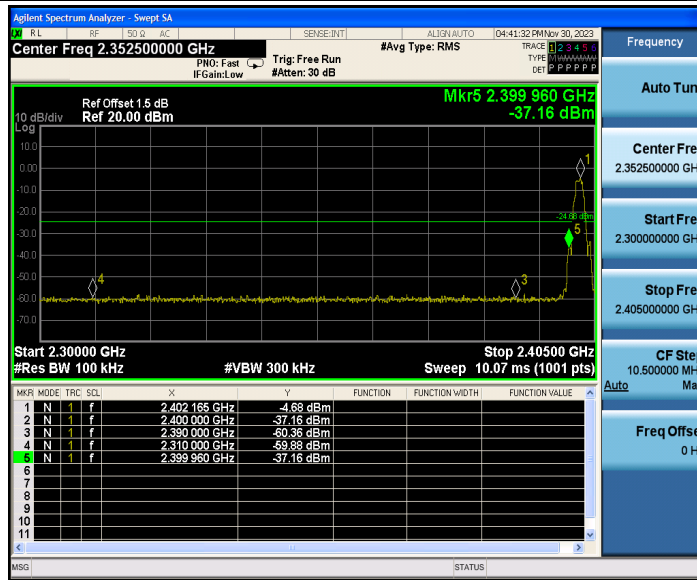 Agilent Spectrum Analyzer - Swept SA
LXI RL RF 50 Ω AC SENSE:INT ALIGN AUTO 04:41:32 PM Nov 30, 2023
Center Freq 2.352500000 GHz #Avg Type: RMS TRACE 1 2 3 4 5 6
PNO: Fast Trig: Free Run TYPE MWWWWW
IFGain:Low #Atten: 30 dB DET P P P P P P
Mkr5 2.399 960 GHz
-37.16 dBm
Ref Offset 1.5 dB
10 dB/div Ref 20.00 dBm
Log
10.0
0.00
-10.0
-20.0
-30.0
-40.0
-50.0
-60.0
-70.0
1
-24.68 dBm
5
4
3
Start 2.30000 GHz Stop 2.40500 GHz
#Res BW 100 kHz #VBW 300 kHz Sweep 10.07 ms (1001 pts)
MKR MODE TRC SCL X Y FUNCTION FUNCTION WIDTH FUNCTION VALUE
1 N 1 f 2.402 165 GHz -4.68 dBm
2 N 1 f 2.400 000 GHz -37.16 dBm
3 N 1 f 2.390 000 GHz -60.36 dBm
4 N 1 f 2.310 000 GHz -59.88 dBm
5 N 1 f 2.399 960 GHz -37.16 dBm
6
7
8
9
10
11
MSG STATUS
Frequency
Auto Tun
Center Fre
2.352500000 GH
Start Fre
2.300000000 GH
Stop Fre
2.405000000 GH
CF Ste
10.500000 MH
Auto Ma
Freq Offse
0 H